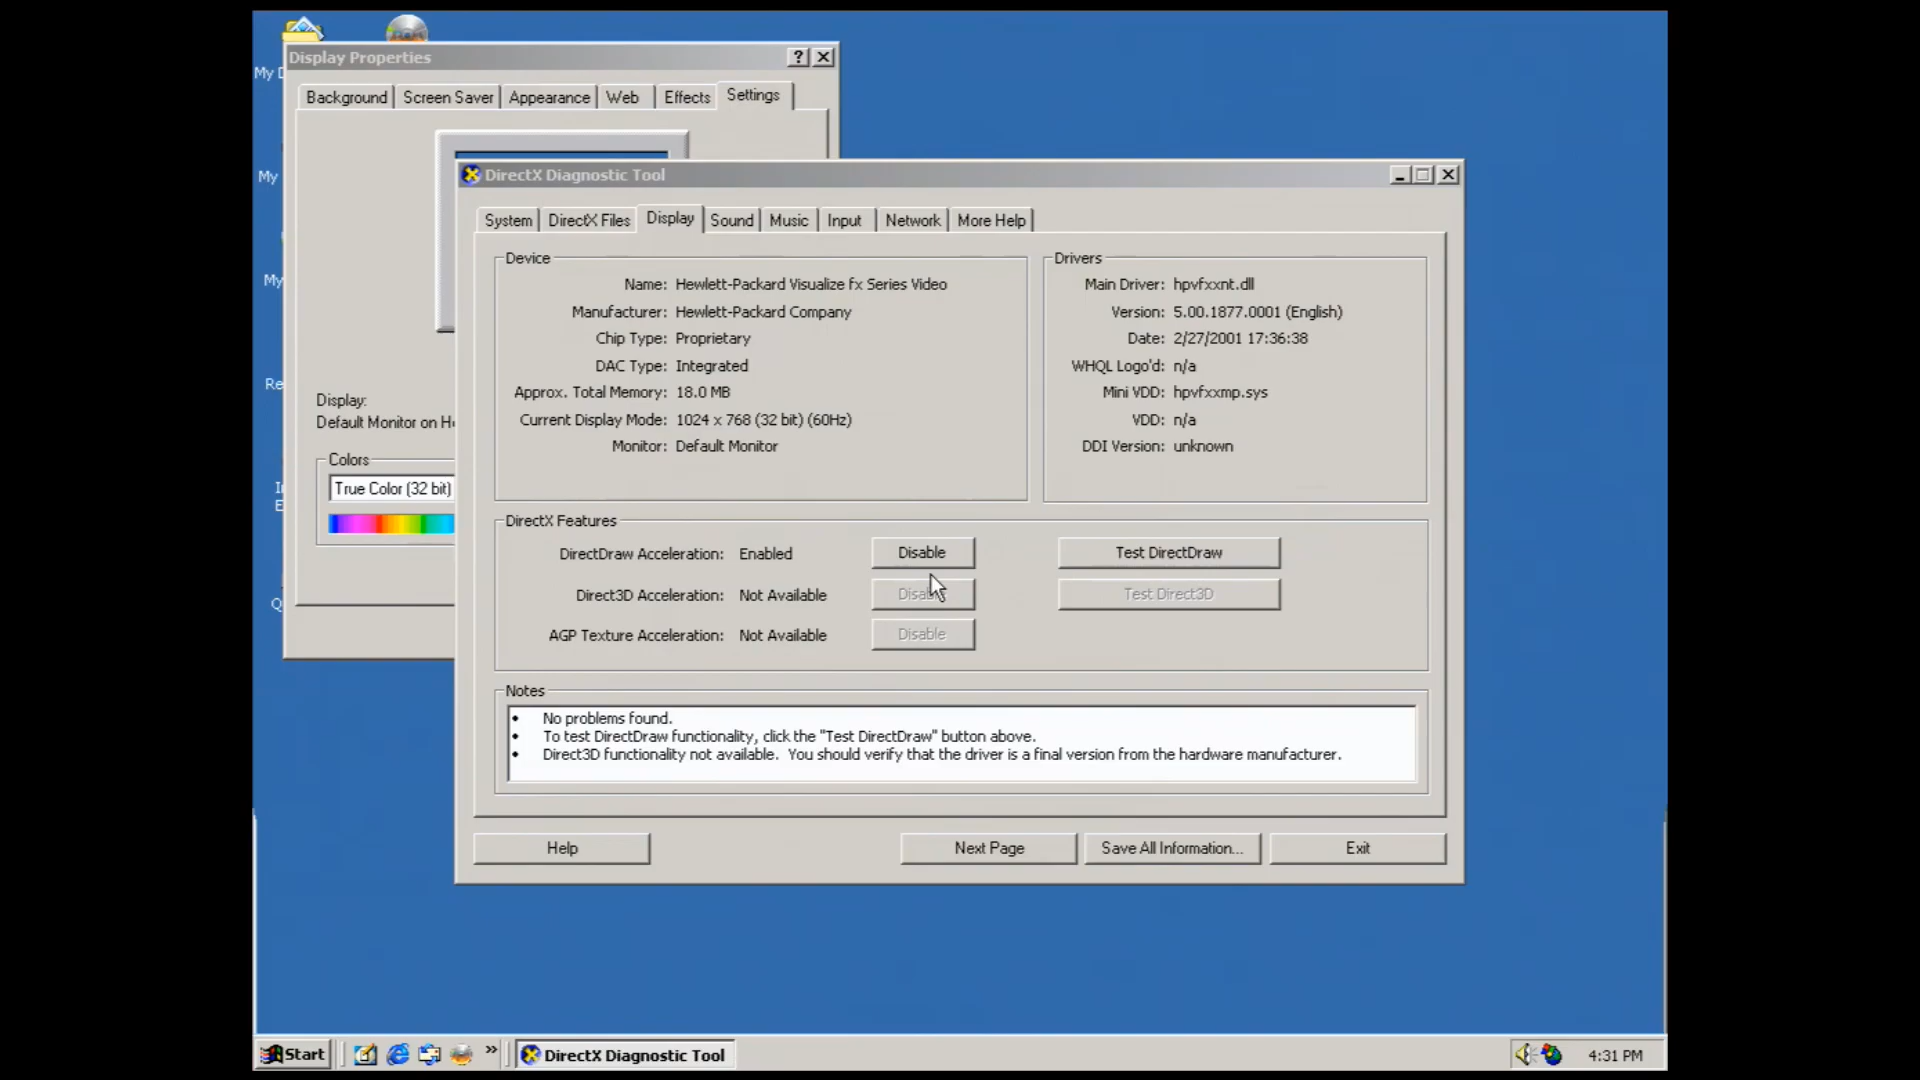 My D
My
My
Re
I
E
Q
Display Properties
?
Background
Screen Saver
Appearance
Web
Effects
Settings
Display:
Default Monitor on He
Colors
True Color (32 bit)
DirectX Diagnostic Tool
System
DirectX Files
Display
Sound
Music
Input
Network
More Help
Device
Name: Hewlett-Packard Visualize fx Series Video
Manufacturer: Hewlett-Packard Company
Chip Type: Proprietary
DAC Type: Integrated
Approx. Total Memory: 18.0 MB
Current Display Mode: 1024 x 768 (32 bit) (60Hz)
Monitor: Default Monitor
Drivers
Main Driver: hpvfxxnt.dll
Version: 5.00.1877.0001 (English)
Date: 2/27/2001 17:36:38
WHQL Logo'd: n/a
Mini VDD: hpvfxxmp.sys
VDD: n/a
DDI Version: unknown
DirectX Features
DirectDraw Acceleration: Enabled Disable Test DirectDraw
Direct3D Acceleration: Not Available Disable Test Direct3D
AGP Texture Acceleration: Not Available Disable
Notes
• No problems found.
• To test DirectDraw functionality, click the "Test DirectDraw" button above.
• Direct3D functionality not available. You should verify that the driver is a final version from the hardware manufacturer.
Help
Next Page
Save All Information...
Exit
Start
»
DirectX Diagnostic Tool
4:31 PM